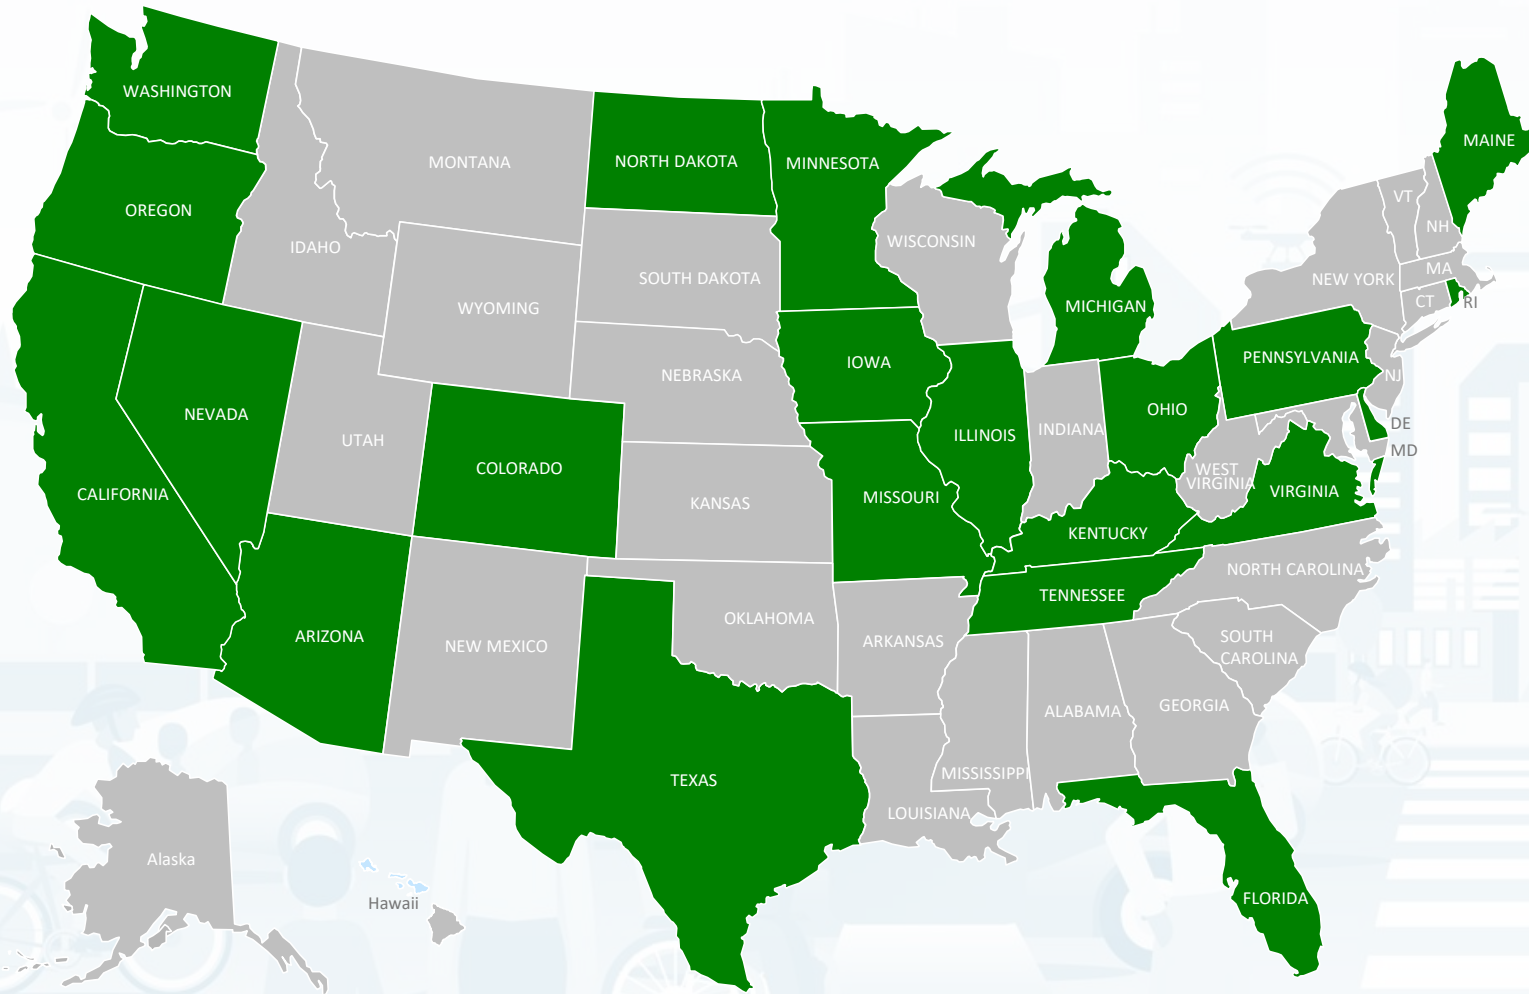 WASHINGTON
MAINE
MONTANA
NORTH DAKOTA
MINNESOTA
VT
OREGON
NH
IDAHO
WISCONSIN
MA
SOUTH DAKOTA
NEW YORK
WYOMING
CT
RI
MICHIGAN
PENNSYLVANIA
IOWA
NEBRASKA
NJ
OHIO
NEVADA
DE
INDIANA
ILLINOIS
UTAH
MD
COLORADO
WEST
VIRGINIA
VIRGINIA
CALIFORNIA
MISSOURI
KANSAS
KENTUCKY
NORTH CAROLINA
TENNESSEE
OKLAHOMA
ARIZONA
SOUTH
CAROLINA
ARKANSAS
NEW MEXICO
GEORGIA
ALABAMA
MISSISSIPPI
TEXAS
LOUISIANA
Alaska
FLORIDA
Hawaii